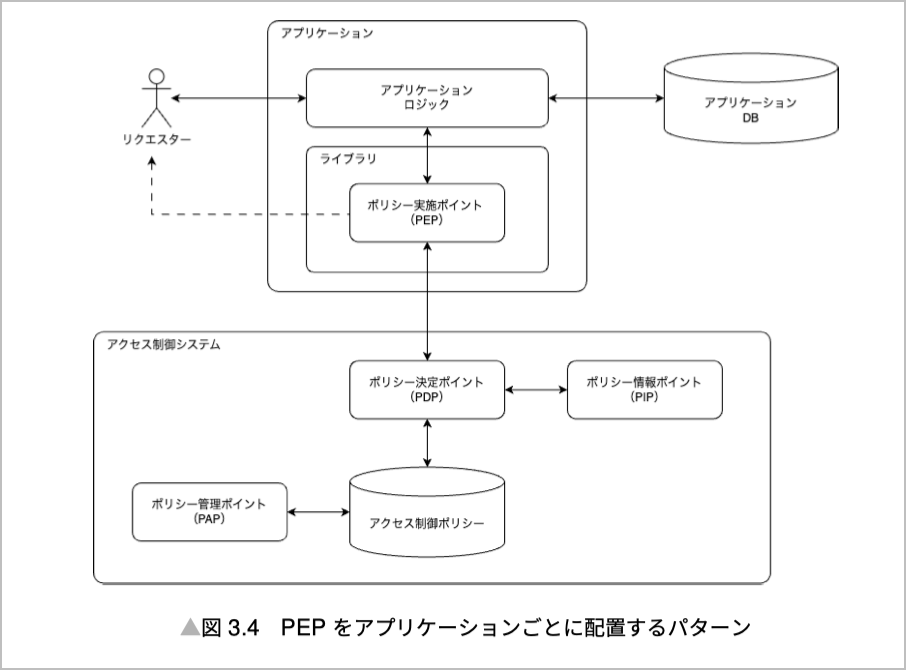 アプリケーション
アプリケーション
ロジック
アプリケーション
DB
リクエスター
ライブラリ
ポリシー実施ポイント
(PEP)
アクセス制御システム
ポリシー決定ポイント
(PDP)
ポリシー情報ポイント
(PIP)
ポリシー管理ポイント
(PAP)
アクセス制御ポリシー
▲図 3.4　PEP をアプリケーションごとに配置するパターン